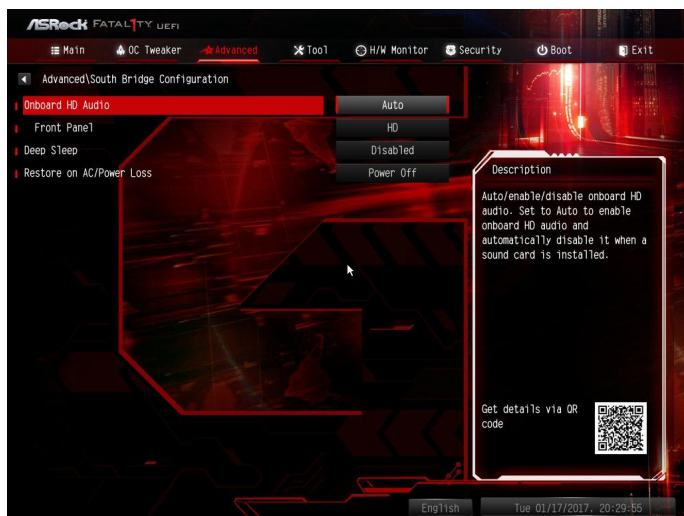 ASRock FATAL1TY UEFI
Main OC Tweaker Advanced Tool H/W Monitor Security Boot Exit
Advanced\South Bridge Configuration
Onboard HD Audio Auto
Front Panel HD
Deep Sleep Disabled
Restore on AC/Power Loss Power Off
Description
Auto/enable/disable onboard HD
audio. Set to Auto to enable
onboard HD audio and
automatically disable it when a
sound card is installed.
Get details via QR
code
English Tue 01/17/2017, 20:29:55